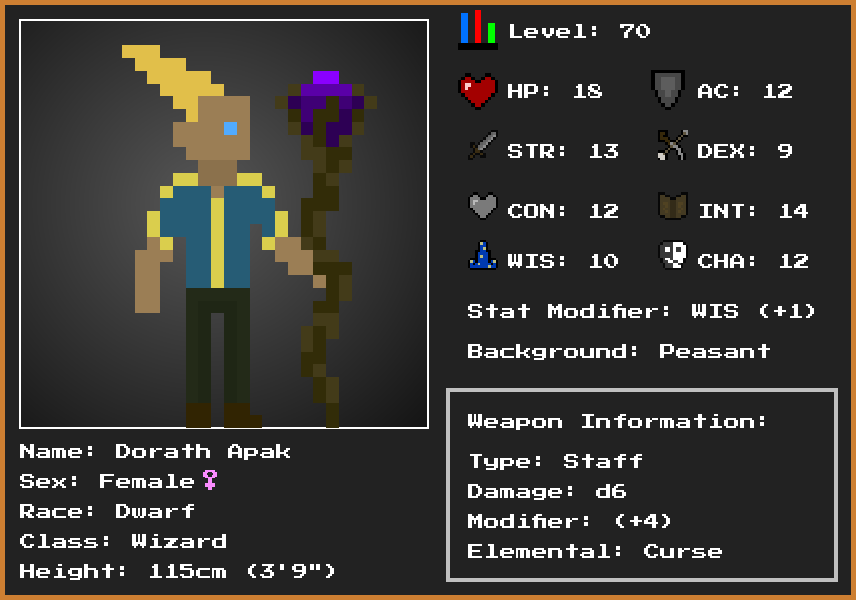 Level: 70
HP: 18
AC: 12
STR: 13
DEX: 9
CON: 12
INT: 14
WIS: 10
CHA: 12
Stat Modifier: WIS (+1)
Background: Peasant
Weapon Information:
Type: Staff
Damage: d6
Modifier: (+4)
Elemental: Curse
Name: Dorath Apak
Sex: Female♀
Race: Dwarf
Class: Wizard
Height: 115cm (3'9")